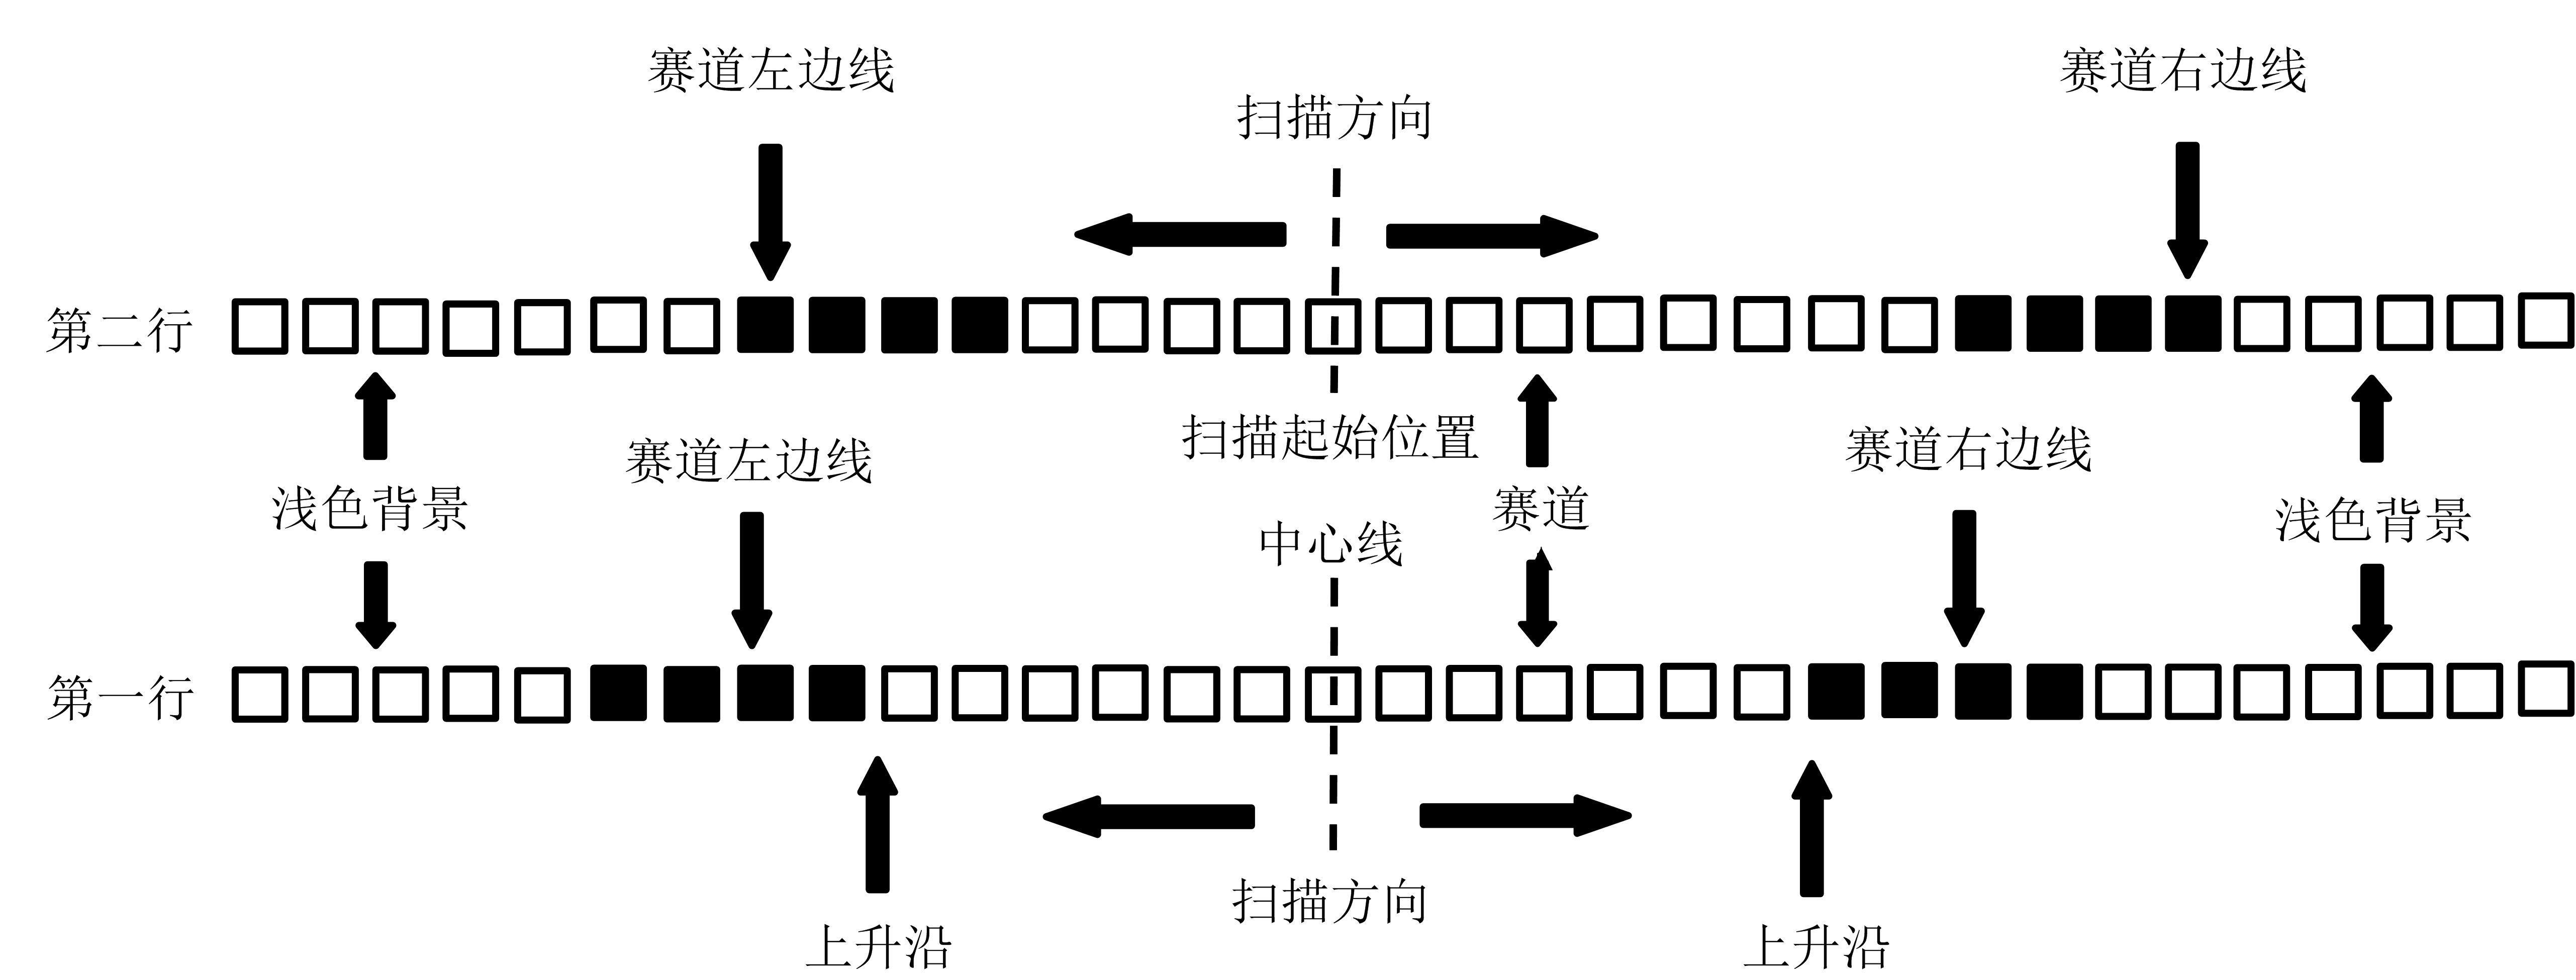 赛道左边线
赛道右边线
扫描方向
第二行
扫描起始位置
赛道左边线
赛道右边线
浅色背景
赛道
浅色背景
中心线
第一行
扫描方向
上升沿
上升沿